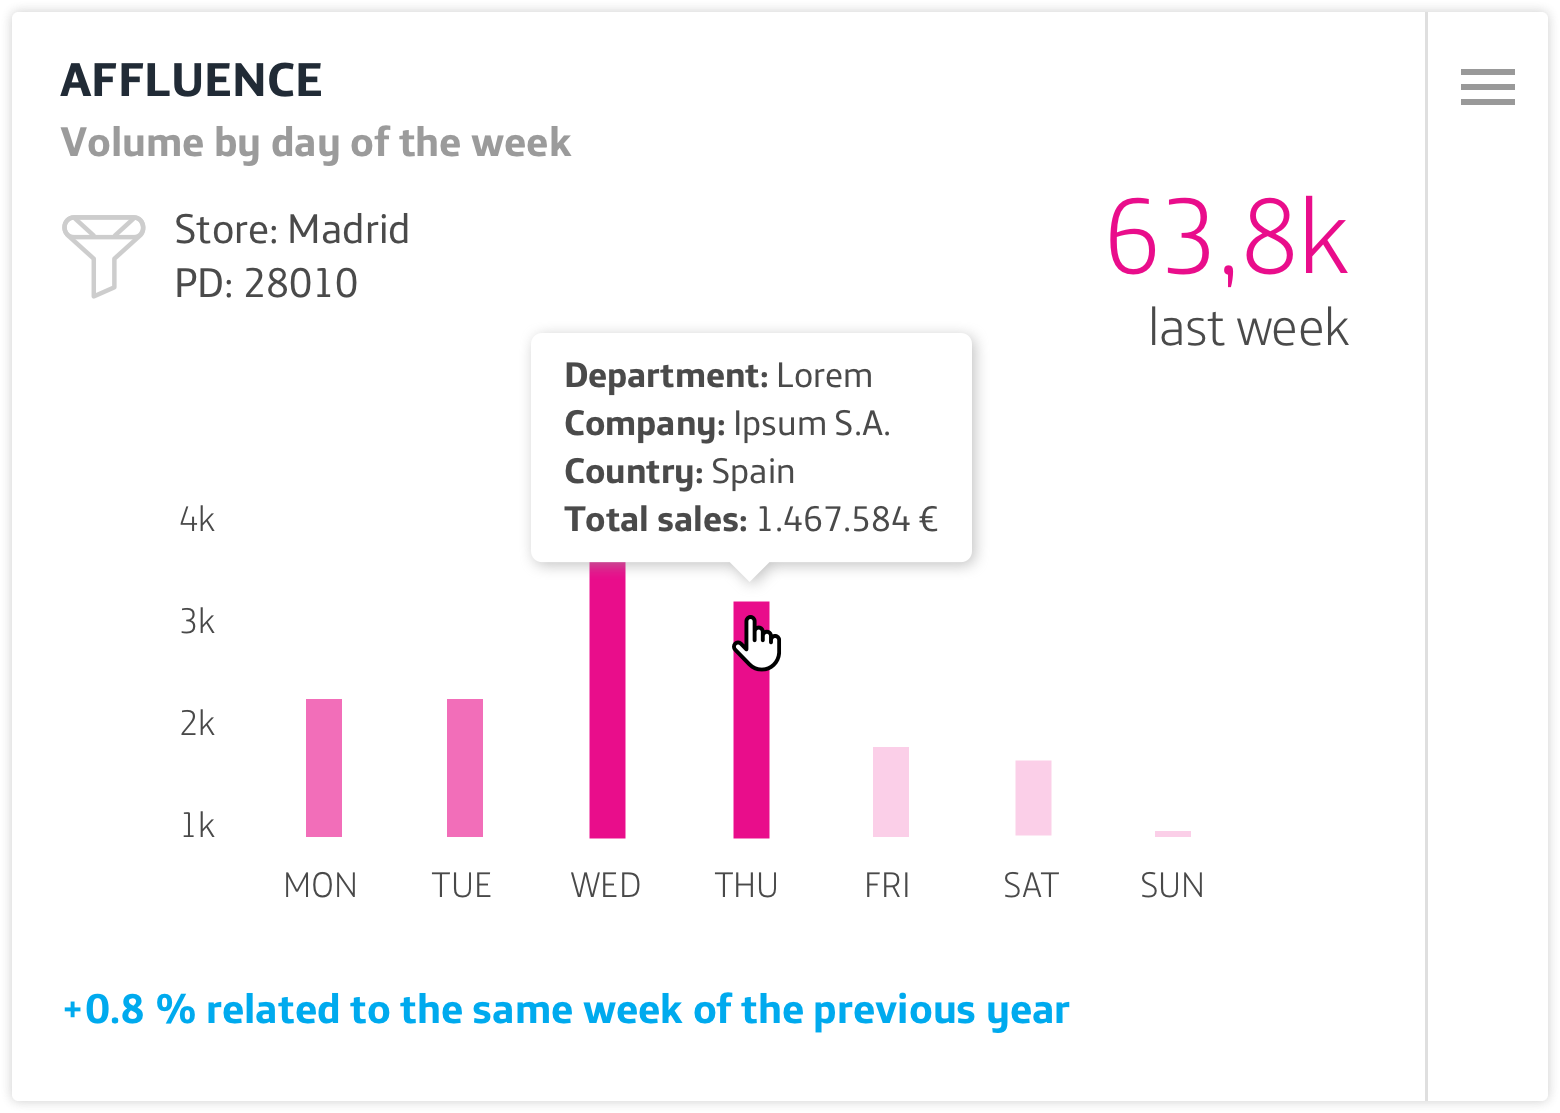 AFFLUENCE
Volume by day of the week
Store: Madrid
PD: 28010
63,8k
last week
Department: Lorem
Company: Ipsum S.A.
Country: Spain
Total sales: 1.467.584 €
4k
3k
2k
1k
MON TUE WED THU FRI SAT SUN
+0.8 % related to the same week of the previous year